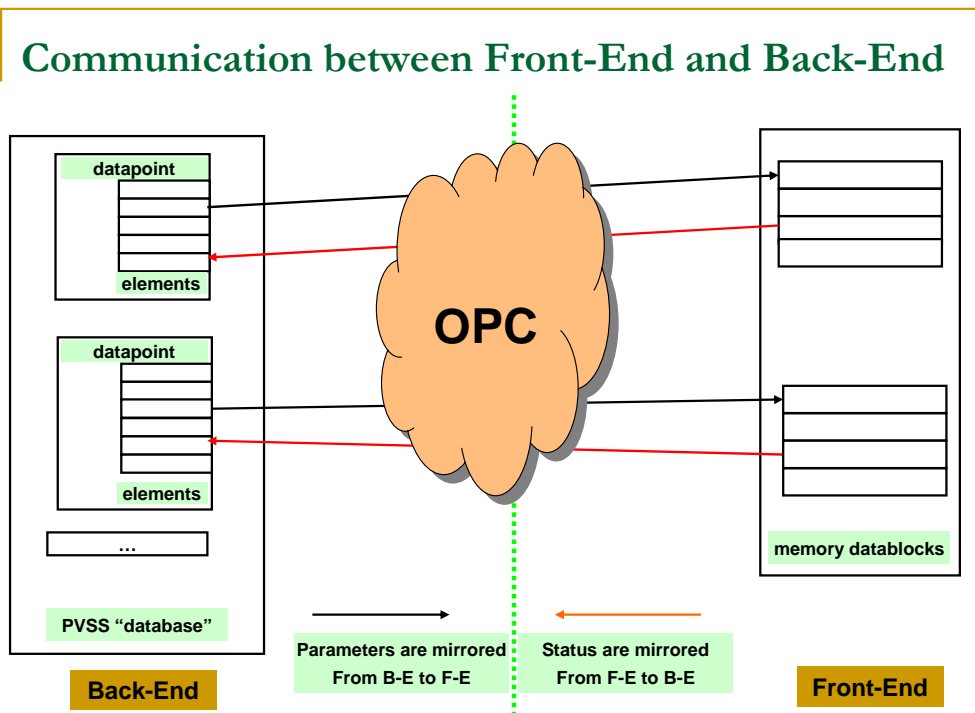 Communication between Front-End and Back-End
datapoint
elements
datapoint
elements
...
PVSS “database”
Back-End
OPC
Parameters are mirrored
From B-E to F-E
Status are mirrored
From F-E to B-E
memory datablocks
Front-End